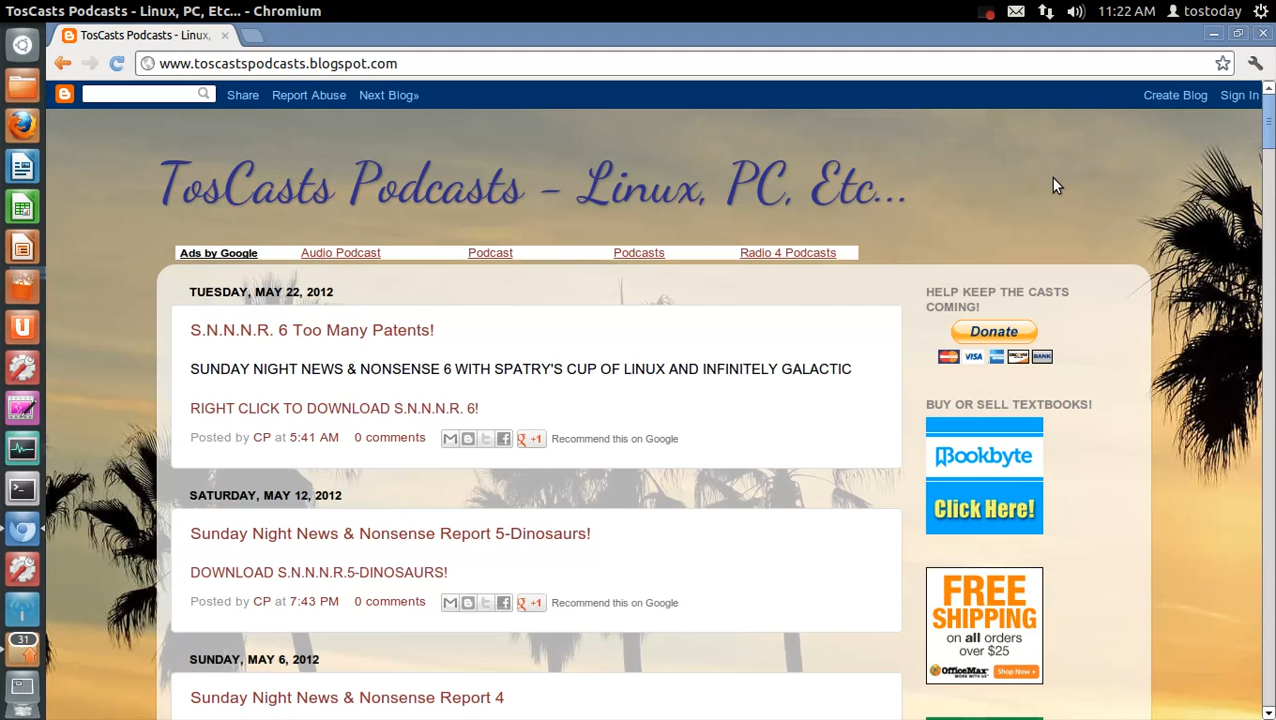 TosCasts Podcasts - Linux, PC, Etc... - Chromium
11:22 AM
tostoday
TosCasts Podcasts - Linux,
www.toscastspodcasts.blogspot.com
Share
Report Abuse
Next Blog»
Create Blog
Sign In
TosCasts Podcasts - Linux, PC, Etc...
Ads by Google
Audio Podcast
Podcast
Podcasts
Radio 4 Podcasts
TUESDAY, MAY 22, 2012
S.N.N.N.R. 6 Too Many Patents!
SUNDAY NIGHT NEWS & NONSENSE 6 WITH SPATRY'S CUP OF LINUX AND INFINITELY GALACTIC
RIGHT CLICK TO DOWNLOAD S.N.N.N.R. 6!
Posted by CP at 5:41 AM 0 comments
+1
Recommend this on Google
SATURDAY, MAY 12, 2012
Sunday Night News & Nonsense Report 5-Dinosaurs!
DOWNLOAD S.N.N.N.R.5-DINOSAURS!
Posted by CP at 7:43 PM 0 comments
+1
Recommend this on Google
SUNDAY, MAY 6, 2012
Sunday Night News & Nonsense Report 4
HELP KEEP THE CASTS
COMING!
Donate
VISA
BANK
BUY OR SELL TEXTBOOKS!
Bookbyte
Click Here!
FREE
SHIPPING
on all orders
over $25
OfficeMax
Shop Now
31